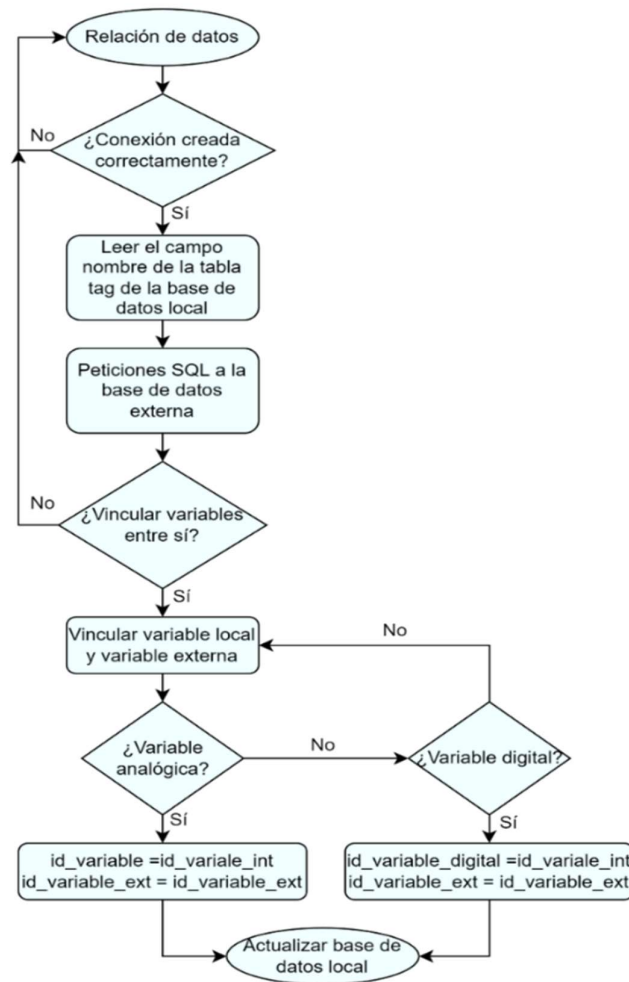 Relación de datos
No
¿Conexión creada
correctamente?
Sí
Leer el campo
nombre de la tabla
tag de la base de
datos local
Peticiones SQL a la
base de datos
externa
No
¿Vincular variables
entre sí?
Sí
Vincular variable local
y variable externa
No
¿Variable
analógica?
No
¿Variable digital?
Sí
Sí
id_variable =id_variale_int
id_variable_ext = id_variable_ext
id_variable_digital =id_variale_int
id_variable_ext = id_variable_ext
Actualizar base de
datos local